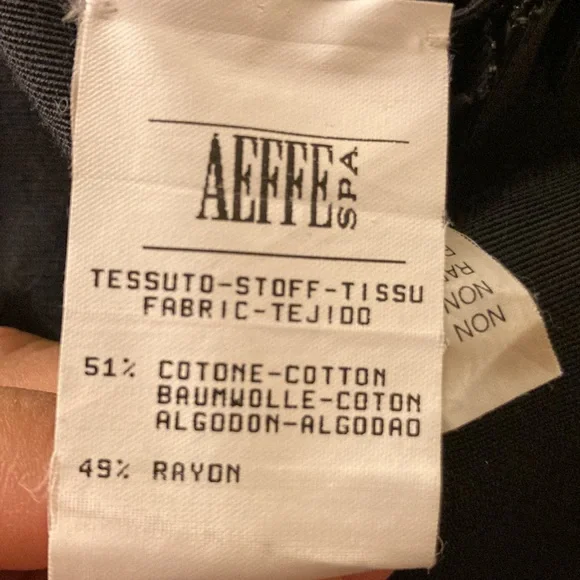 AEFFE SPA
TESSUTO-STOFF-TISSU
FABRIC-TEJIDO
51% COTONE-COTTON
BAUMWOLLE-COTON
ALGODON-ALGODAO
49% RAYON
NON
NON